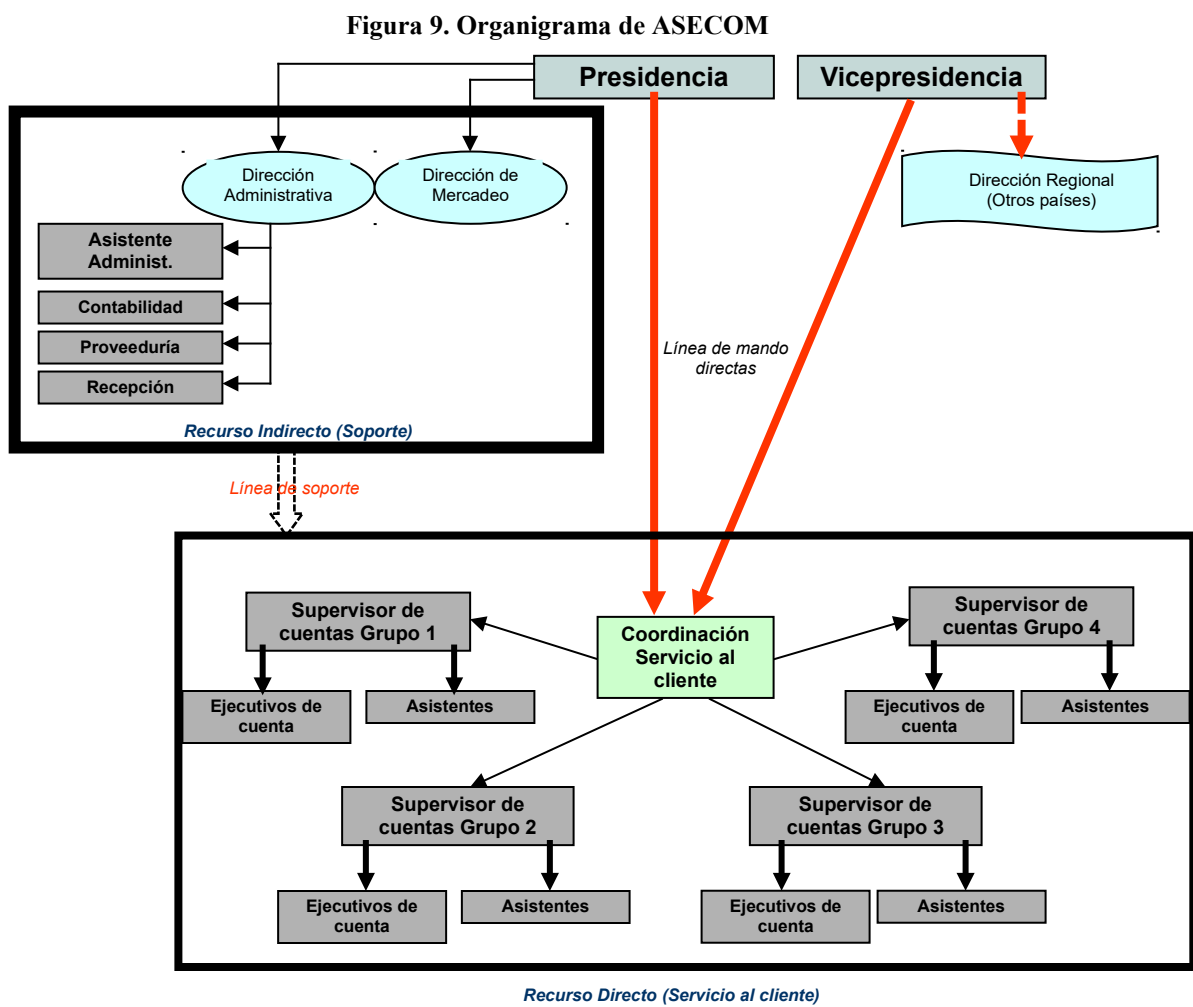 Figura 9. Organigrama de ASECOM
Presidencia
Vicepresidencia
Dirección
Administrativa
Dirección de
Mercadeo
Dirección Regional
(Otros países)
Asistente
Administ.
Contabilidad
Proveeduría
Recepción
Recurso Indirecto (Soporte)
Línea de mando
directas
Línea de soporte
Supervisor de
cuentas Grupo 1
Ejecutivos de
cuenta
Asistentes
Coordinación
Servicio al
cliente
Supervisor de
cuentas Grupo 4
Ejecutivos de
cuenta
Asistentes
Supervisor de
cuentas Grupo 2
Ejecutivos de
cuenta
Asistentes
Supervisor de
cuentas Grupo 3
Ejecutivos de
cuenta
Asistentes
Recurso Directo (Servicio al cliente)